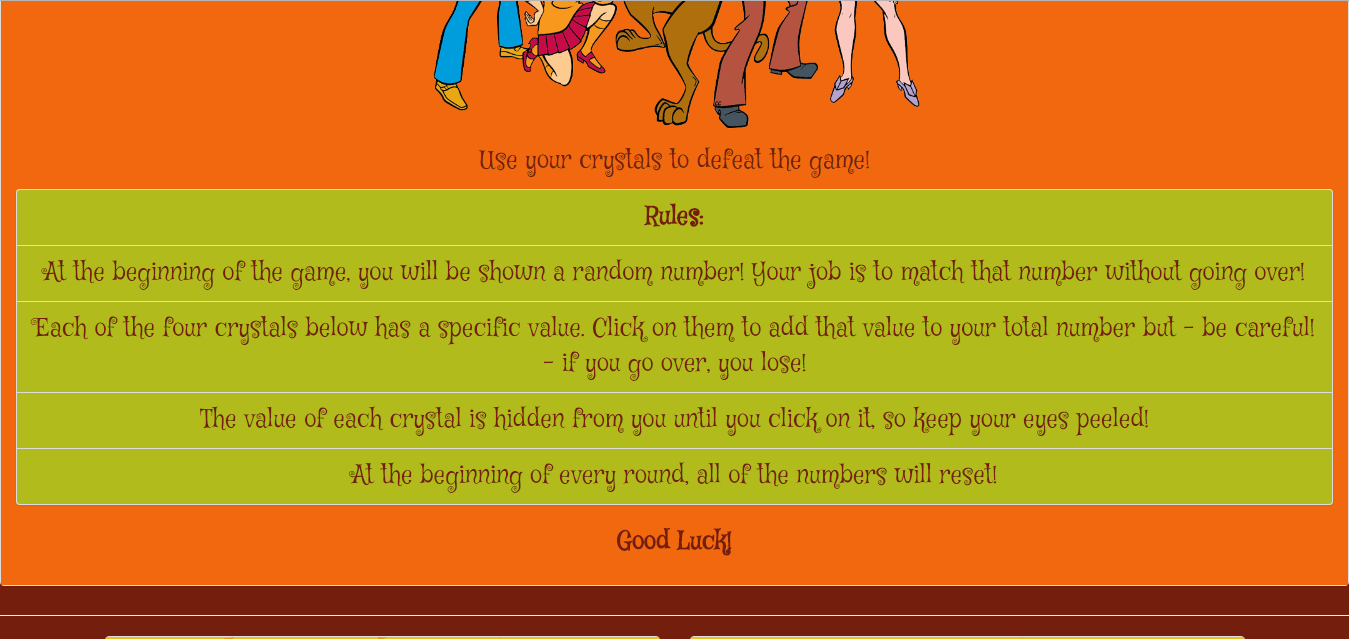 Use your crystals to defeat the game!
Rules:
At the beginning of the game, you will be shown a random number! Your job is to match that number without going over!
Each of the four crystals below has a specific value. Click on them to add that value to your total number but - be careful!
- if you go over, you lose!
The value of each crystal is hidden from you until you click on it, so keep your eyes peeled!
At the beginning of every round, all of the numbers will reset!
Good Luck!